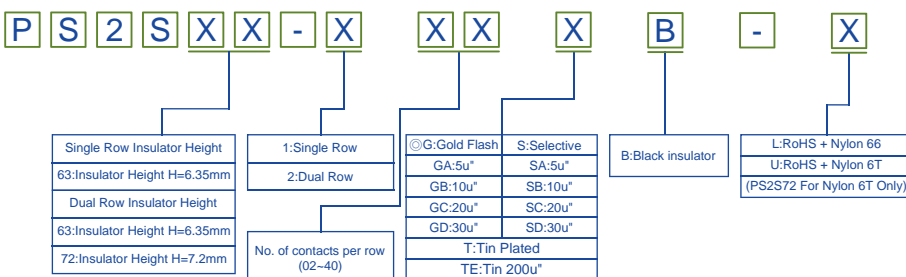 P S 2 S X X - X X X X B - X
Single Row Insulator Height
63:Insulator Height H=6.35mm
Dual Row Insulator Height
63:Insulator Height H=6.35mm
72:Insulator Height H=7.2mm
1:Single Row
2:Dual Row
No. of contacts per row
(02~40)
◎G:Gold Flash S:Selective
GA:5u" SA:5u"
GB:10u" SB:10u"
GC:20u" SC:20u"
GD:30u" SD:30u"
T:Tin Plated
TE:Tin 200u"
B:Black insulator
L:RoHS + Nylon 66
U:RoHS + Nylon 6T
(PS2S72 For Nylon 6T Only)